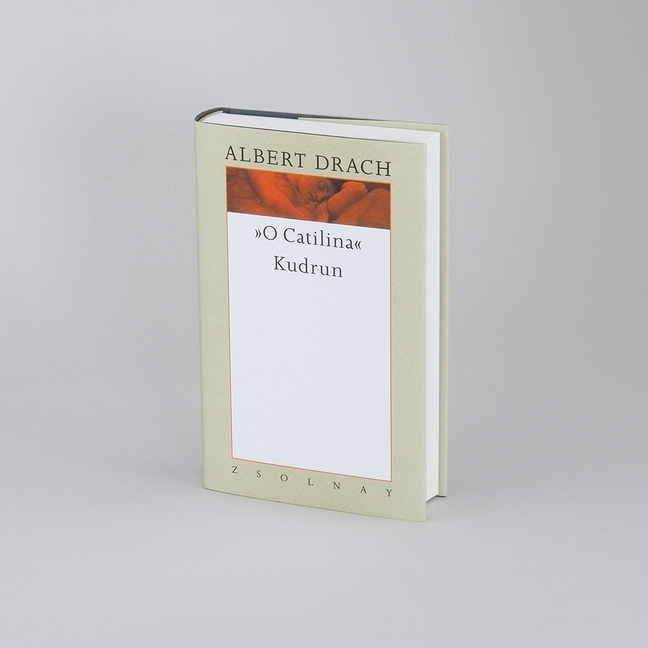 ALBERT DRACH
»O Catilina«
Kudrun
ZSOLNAY